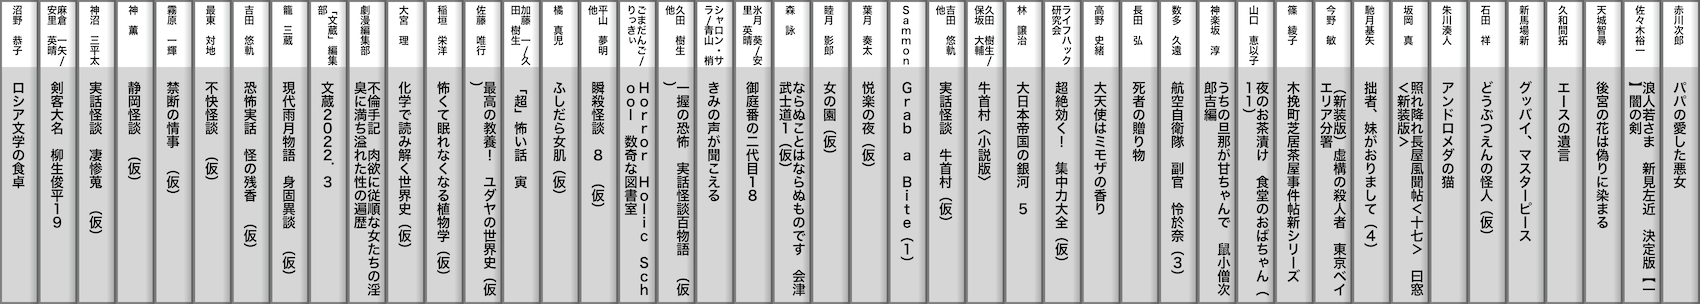 赤川次郎
パパの愛した悪女
佐々木裕一
浪人若さま　新見左近　決定版【一
】闇の剣
天城智尋
後宮の花は偽りに染まる
久和間拓
エースの遺言
新馬場新
グッバイ、マスターピース
石田　祥
どうぶつえんの怪人（仮）
朱川湊人
アンドロメダの猫
坂岡　真
照れ降れ長屋風聞帖＜十七＞　日窓
＜新装版＞
馳月基矢
拙者、妹がおりまして（４）
今野　敏
（新装版）虚構の殺人者　東京ベイ
エリア分署
篠　綾子
木挽町芝居茶屋事件帖新シリーズ
山口　恵以子
夜のお茶漬け　食堂のおばちゃん（
１１）
神楽坂　淳
うちの旦那が甘ちゃんで　鼠小僧次
郎吉編
数多　久遠
航空自衛隊　副官　怜於奈（３）
長田　弘
死者の贈り物
高野　史緒
大天使はミモザの香り
ライフハック
研究会
超絶効く！　集中力大全（仮）
林　譲治
大日本帝国の銀河　５
久田　樹生/
保坂　大輔
牛首村〈小説版〉
吉田　悠軌
他
実話怪談　牛首村（仮）
Ｓａｍｍｏｎ
Ｇｒａｂ　ａ　Ｂｉｔｅ（１）
葉月　奏太
悦楽の夜（仮）
睦月　影郎
女の園（仮）
森　詠
ならぬことはならぬものです　会津
武士道１（仮）
氷月　葵/安
里　英晴
御庭番の二代目１８
シャロン・サ
ラ/青山　梢
きみの声が聞こえる
久田　樹生
他
一握の恐怖　実話怪談百物語　（仮
）
ごまだんご/
りっきぃ
Ｈｏｒｒｏｒ　Ｈｏｌｉｃ　Ｓｃｈ
ｏｏｌ　数奇な図書室
平山　夢明
他
瞬殺怪談　８　（仮）
橘　真児
ふしだら女肌（仮）
加藤　一/久
田　樹生
「超」怖い話　寅
佐藤　唯行
最高の教養！　ユダヤの世界史（仮
）
稲垣　栄洋
怖くて眠れなくなる植物学（仮）
大宮　理
化学で読み解く世界史（仮）
劇漫編集部
不倫手記　肉欲に従順な女たちの淫
臭に満ち溢れた性の遍歴
「文蔵」編集
部
文蔵２０２２．３
籠　三蔵
現代雨月物語　身固異談　（仮）
吉田　悠軌
恐怖実話　怪の残香　（仮）
最東　対地
不快怪談　（仮）
霧原　一輝
禁断の情事　（仮）
神　薫
静岡怪談　（仮）
神沼　三平太
実話怪談　凄惨蒐　（仮）
麻倉　一矢/
安里　英晴
剣客大名　柳生俊平１９
沼野　恭子
ロシア文学の食卓